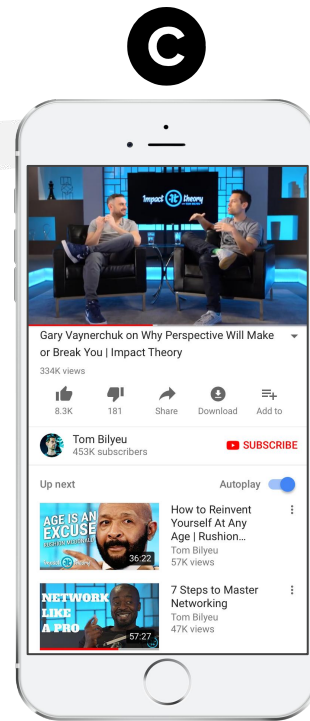 C
impact theory
Gary Vaynerchuk on Why Perspective Will Make
or Break You | Impact Theory
334K views
8.3K
181
Share
Download
Add to
Tom Bilyeu
453K subscribers
SUBSCRIBE
Up next
Autoplay
AGE IS AN
EXCUSE
impact theory
36:22
How to Reinvent
Yourself At Any
Age | Rushion...
Tom Bilyeu
57K views
NETWORK
LIKE
A PRO
57:27
7 Steps to Master
Networking
Tom Bilyeu
47K views